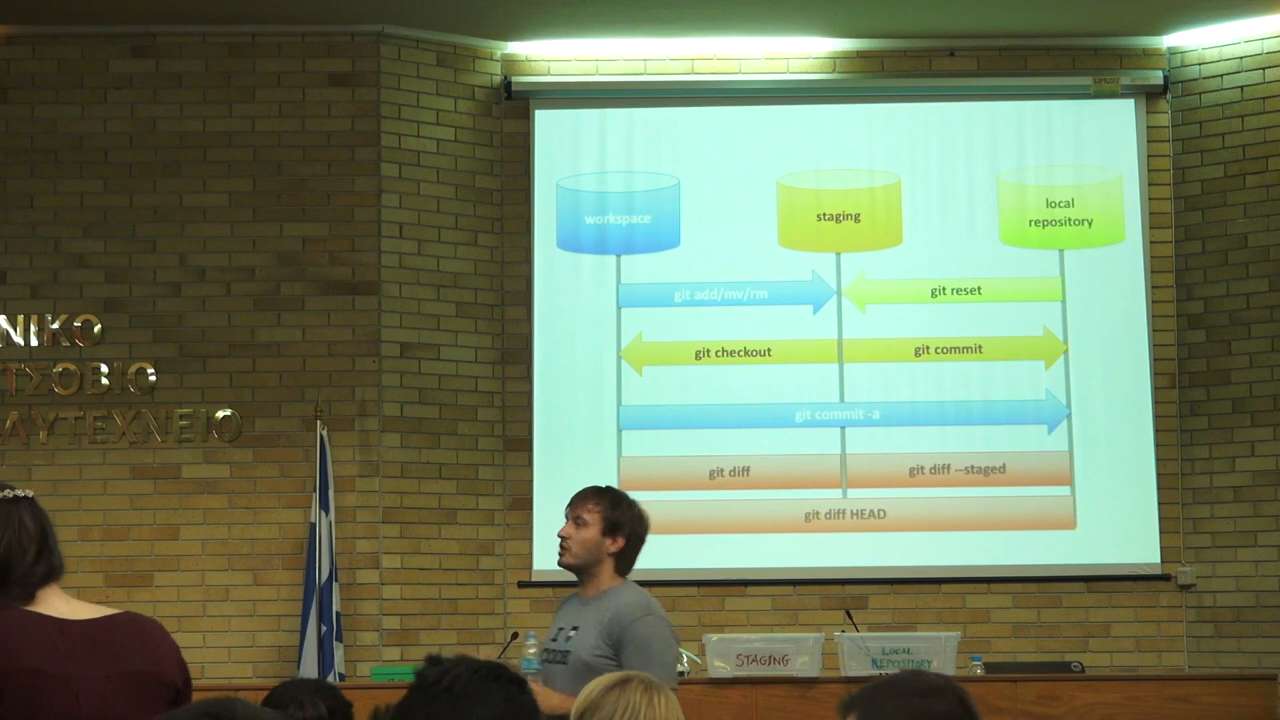 workspace
staging
local
repository
git add/mv/rm
git reset
git checkout
git commit
git commit -a
git diff
git diff --staged
git diff HEAD
ΝΙΚΟ
ΤΣΟΒΙΟ
ΛΥΤΕΧΝΕΙΟ
I
CODE
STAGING
LOCAL
REPOSITORY